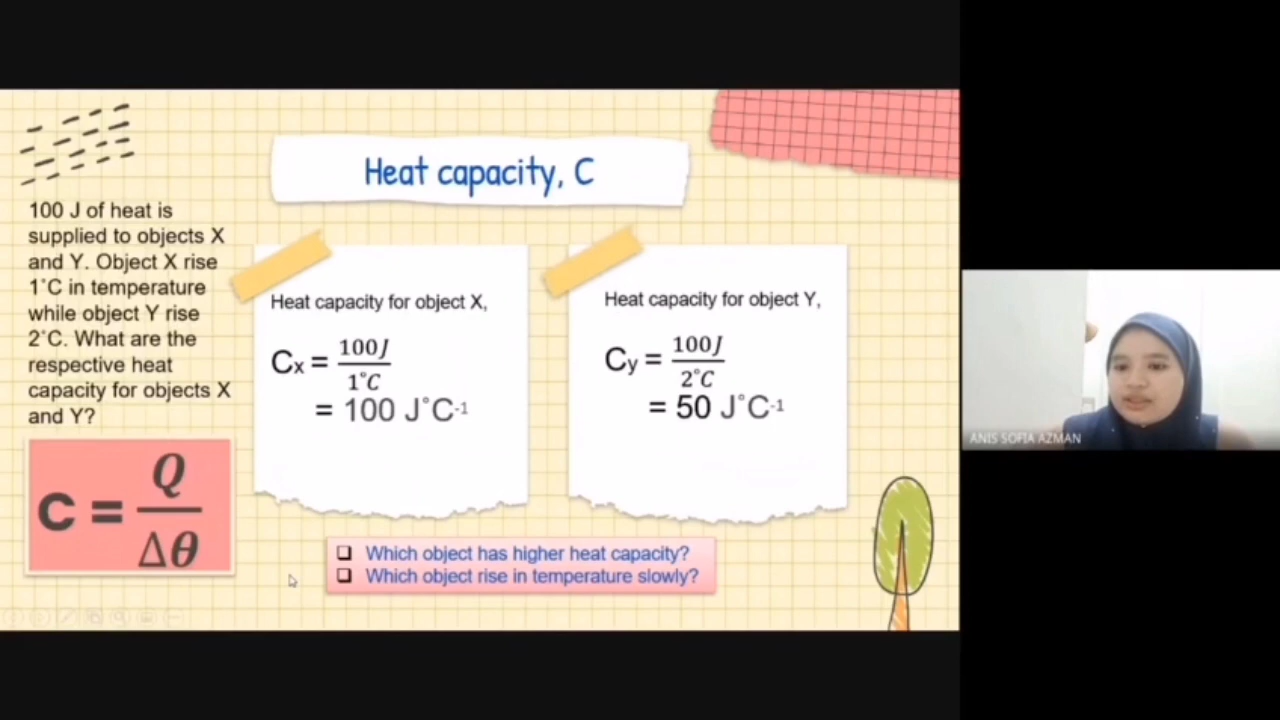 Heat capacity, C
100 J of heat is
supplied to objects X
and Y. Object X rise
1˚C in temperature
while object Y rise
2˚C. What are the
respective heat
capacity for objects X
and Y?
C = Q / Δθ
Heat capacity for object X,
Cx = 100J / 1˚C
= 100 J˚C-1
Heat capacity for object Y,
Cy = 100J / 2˚C
= 50 J˚C-1
❑ Which object has higher heat capacity?
❑ Which object rise in temperature slowly?
ANIS SOFIA AZMAN